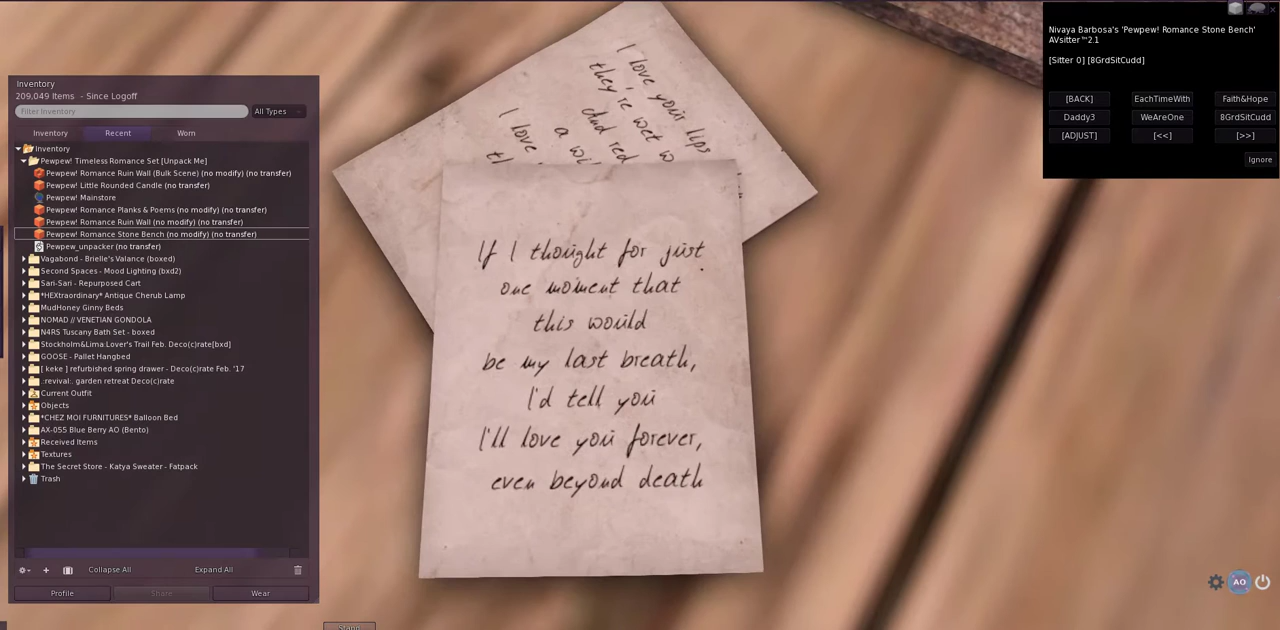 Inventory
209,049 Items - Since Logoff
Filter Inventory
All Types
Inventory Recent Worn
Inventory
Pewpew! Timeless Romance Set [Unpack Me]
Pewpew! Romance Ruin Wall (Bulk Scene) (no modify) (no transfer)
Pewpew! Little Rounded Candle (no transfer)
Pewpew! Mainstore
Pewpew! Romance Planks & Poems (no modify) (no transfer)
Pewpew! Romance Ruin Wall (no modify) (no transfer)
Pewpew! Romance Stone Bench (no modify) (no transfer)
Pewpew_unpacker (no transfer)
Vagabond - Brielle's Valance (boxed)
Second Spaces - Mood Lighting (bxd2)
Sari-Sari - Repurposed Cart
*HEXtraordinary* Antique Cherub Lamp
MudHoney Ginny Beds
NOMAD // VENETIAN GONDOLA
N4RS Tuscany Bath Set - boxed
Stockholm&Lima:Lover's Trail Feb. Deco(c)rate[bxd]
GOOSE - Pallet Hangbed
[ keke ] refurbished spring drawer - Deco(c)rate Feb. '17
:revival:. garden retreat Deco(c)rate
Current Outfit
Objects
*CHEZ MOI FURNITURES* Balloon Bed
AX-055 Blue Berry AO (Bento)
Received Items
Textures
The Secret Store - Katya Sweater - Fatpack
Trash
Collapse All Expand All
Profile Share Wear
I love your lips
they're wet w
and red
I love
a wi
th
If I thought for just
one moment that
this would
be my last breath,
I'd tell you
I'll love you forever,
even beyond death
Nivaya Barbosa's 'Pewpew! Romance Stone Bench'
AVsitter™2.1
[Sitter 0] [8GrdSitCudd]
[BACK] EachTimeWith Faith&Hope
Daddy3 WeAreOne 8GrdSitCudd
[ADJUST] [<<] [>>]
Ignore
AO
Stand